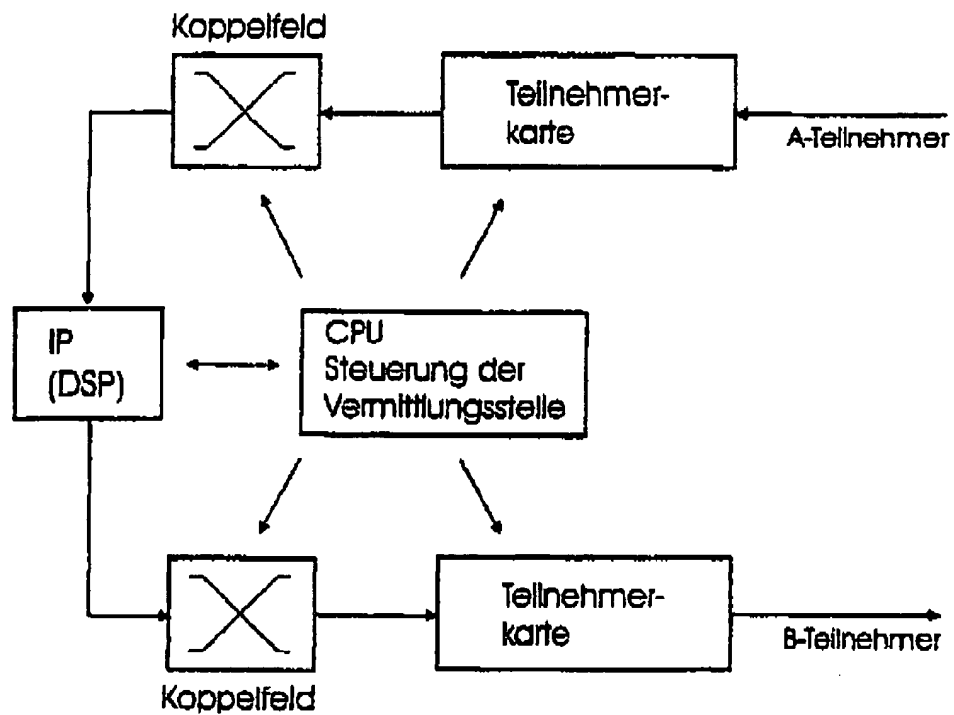 Koppelfeld
Teilnehmer-
karte
A-Teilnehmer
IP
(DSP)
CPU
Steuerung der
Vermittlungsstelle
Teilnehmer-
karte
B-Teilnehmer
Koppelfeld